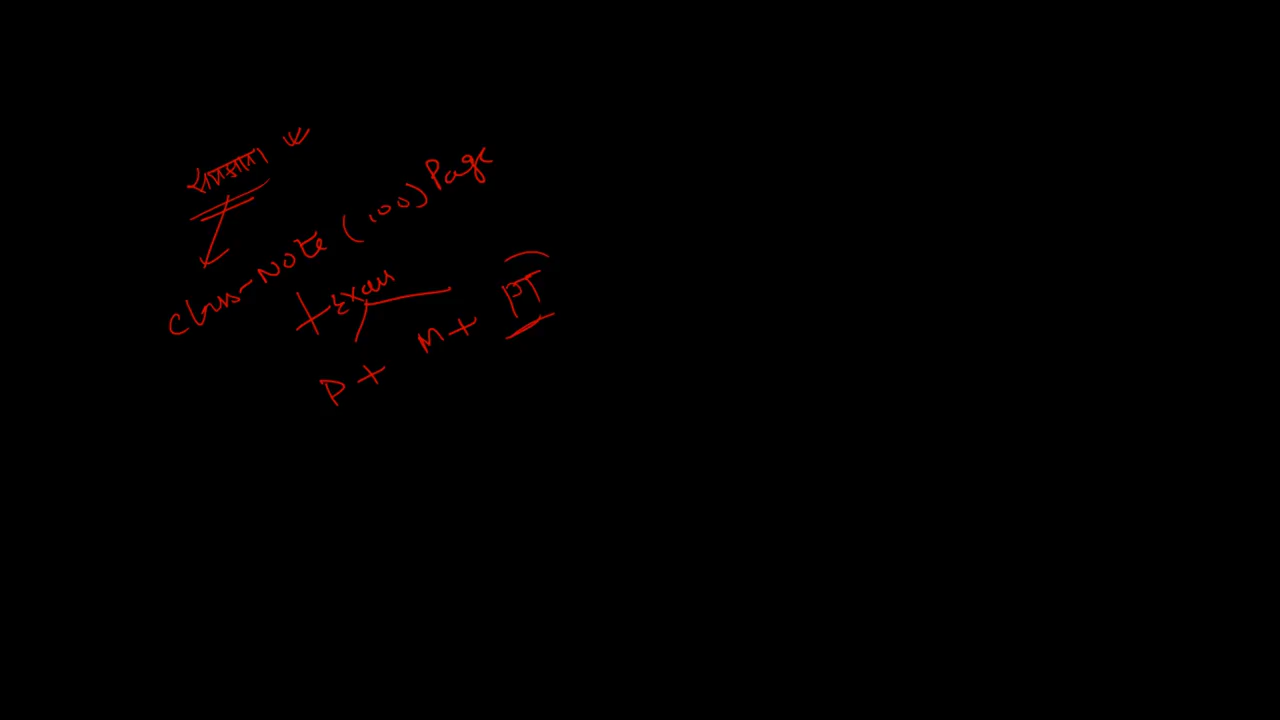 Class-Note (100) Page
+ Exam
P + M + PT